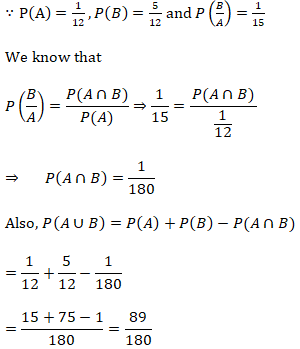 ∵ P(A) = 1/12 , P(B) = 5/12 and P (B/A) = 1/15
We know that
P (B/A) = P(A ∩ B)/P(A) ⇒ 1/15 = P(A ∩ B)/(1/12)
⇒ P(A ∩ B) = 1/180
Also, P(A ∪ B) = P(A) + P(B) − P(A ∩ B)
= 1/12 + 5/12 − 1/180
= (15 + 75 − 1)/180 = 89/180